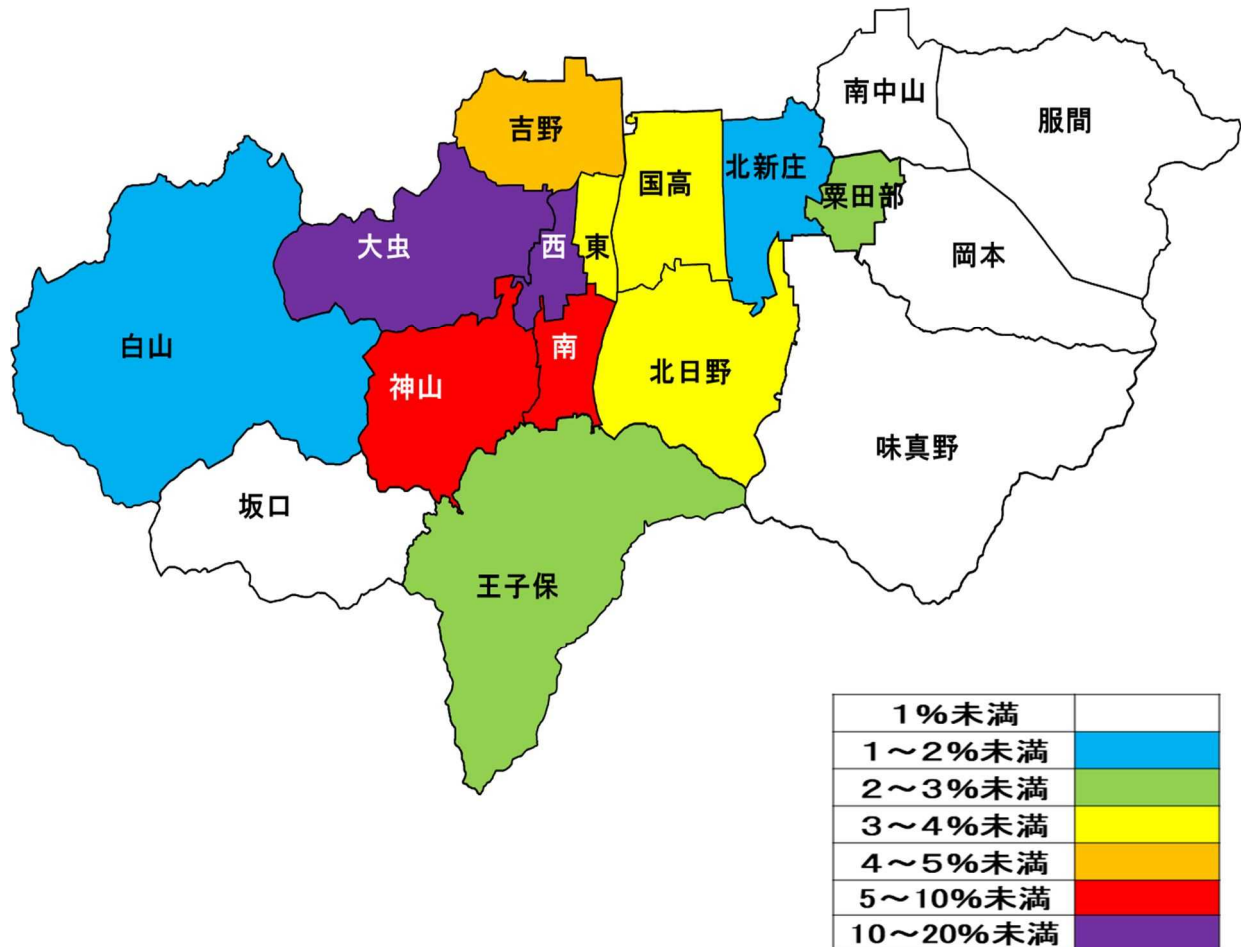 南中山
服間
吉野
北新庄
国高
粟田部
大虫
西
東
岡本
白山
南
北日野
神山
味真野
坂口
王子保
1%未満
1～2%未満
2～3%未満
3～4%未満
4～5%未満
5～10%未満
10～20%未満